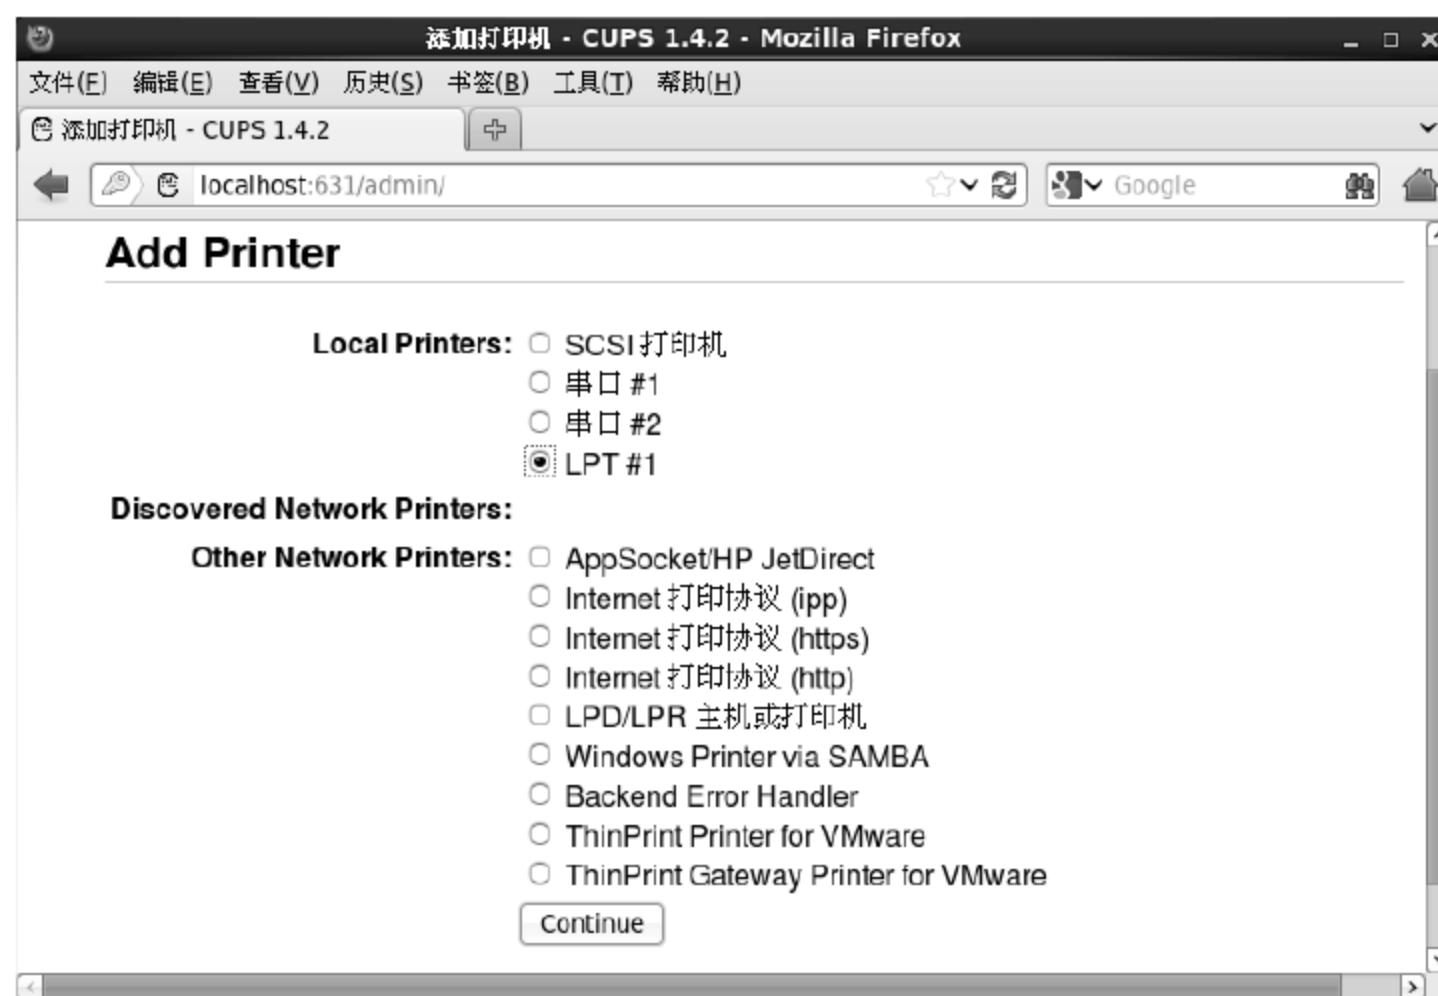 添加打印机 - CUPS 1.4.2 - Mozilla Firefox
文件(F) 编辑(E) 查看(V) 历史(S) 书签(B) 工具(T) 帮助(H)
添加打印机 - CUPS 1.4.2
localhost:631/admin/ Google
Add Printer
Local Printers: SCSI 打印机
串口 #1
串口 #2
LPT #1
Discovered Network Printers:
Other Network Printers: AppSocket/HP JetDirect
Internet 打印协议 (ipp)
Internet 打印协议 (https)
Internet 打印协议 (http)
LPD/LPR 主机或打印机
Windows Printer via SAMBA
Backend Error Handler
ThinPrint Printer for VMware
ThinPrint Gateway Printer for VMware
Continue